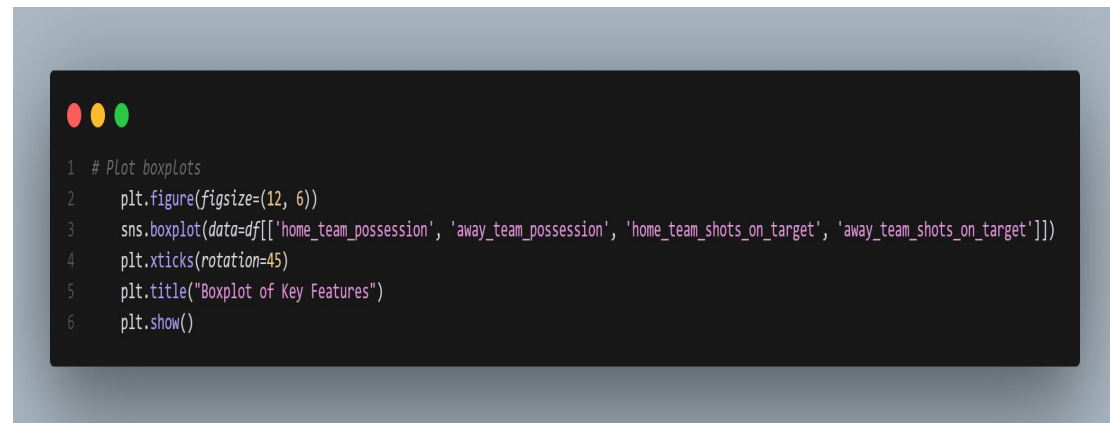 1 # Plot boxplots
2 plt.figure(figsize=(12, 6))
3 sns.boxplot(data=df[['home_team_possession', 'away_team_possession', 'home_team_shots_on_target', 'away_team_shots_on_target']])
4 plt.xticks(rotation=45)
5 plt.title("Boxplot of Key Features")
6 plt.show()